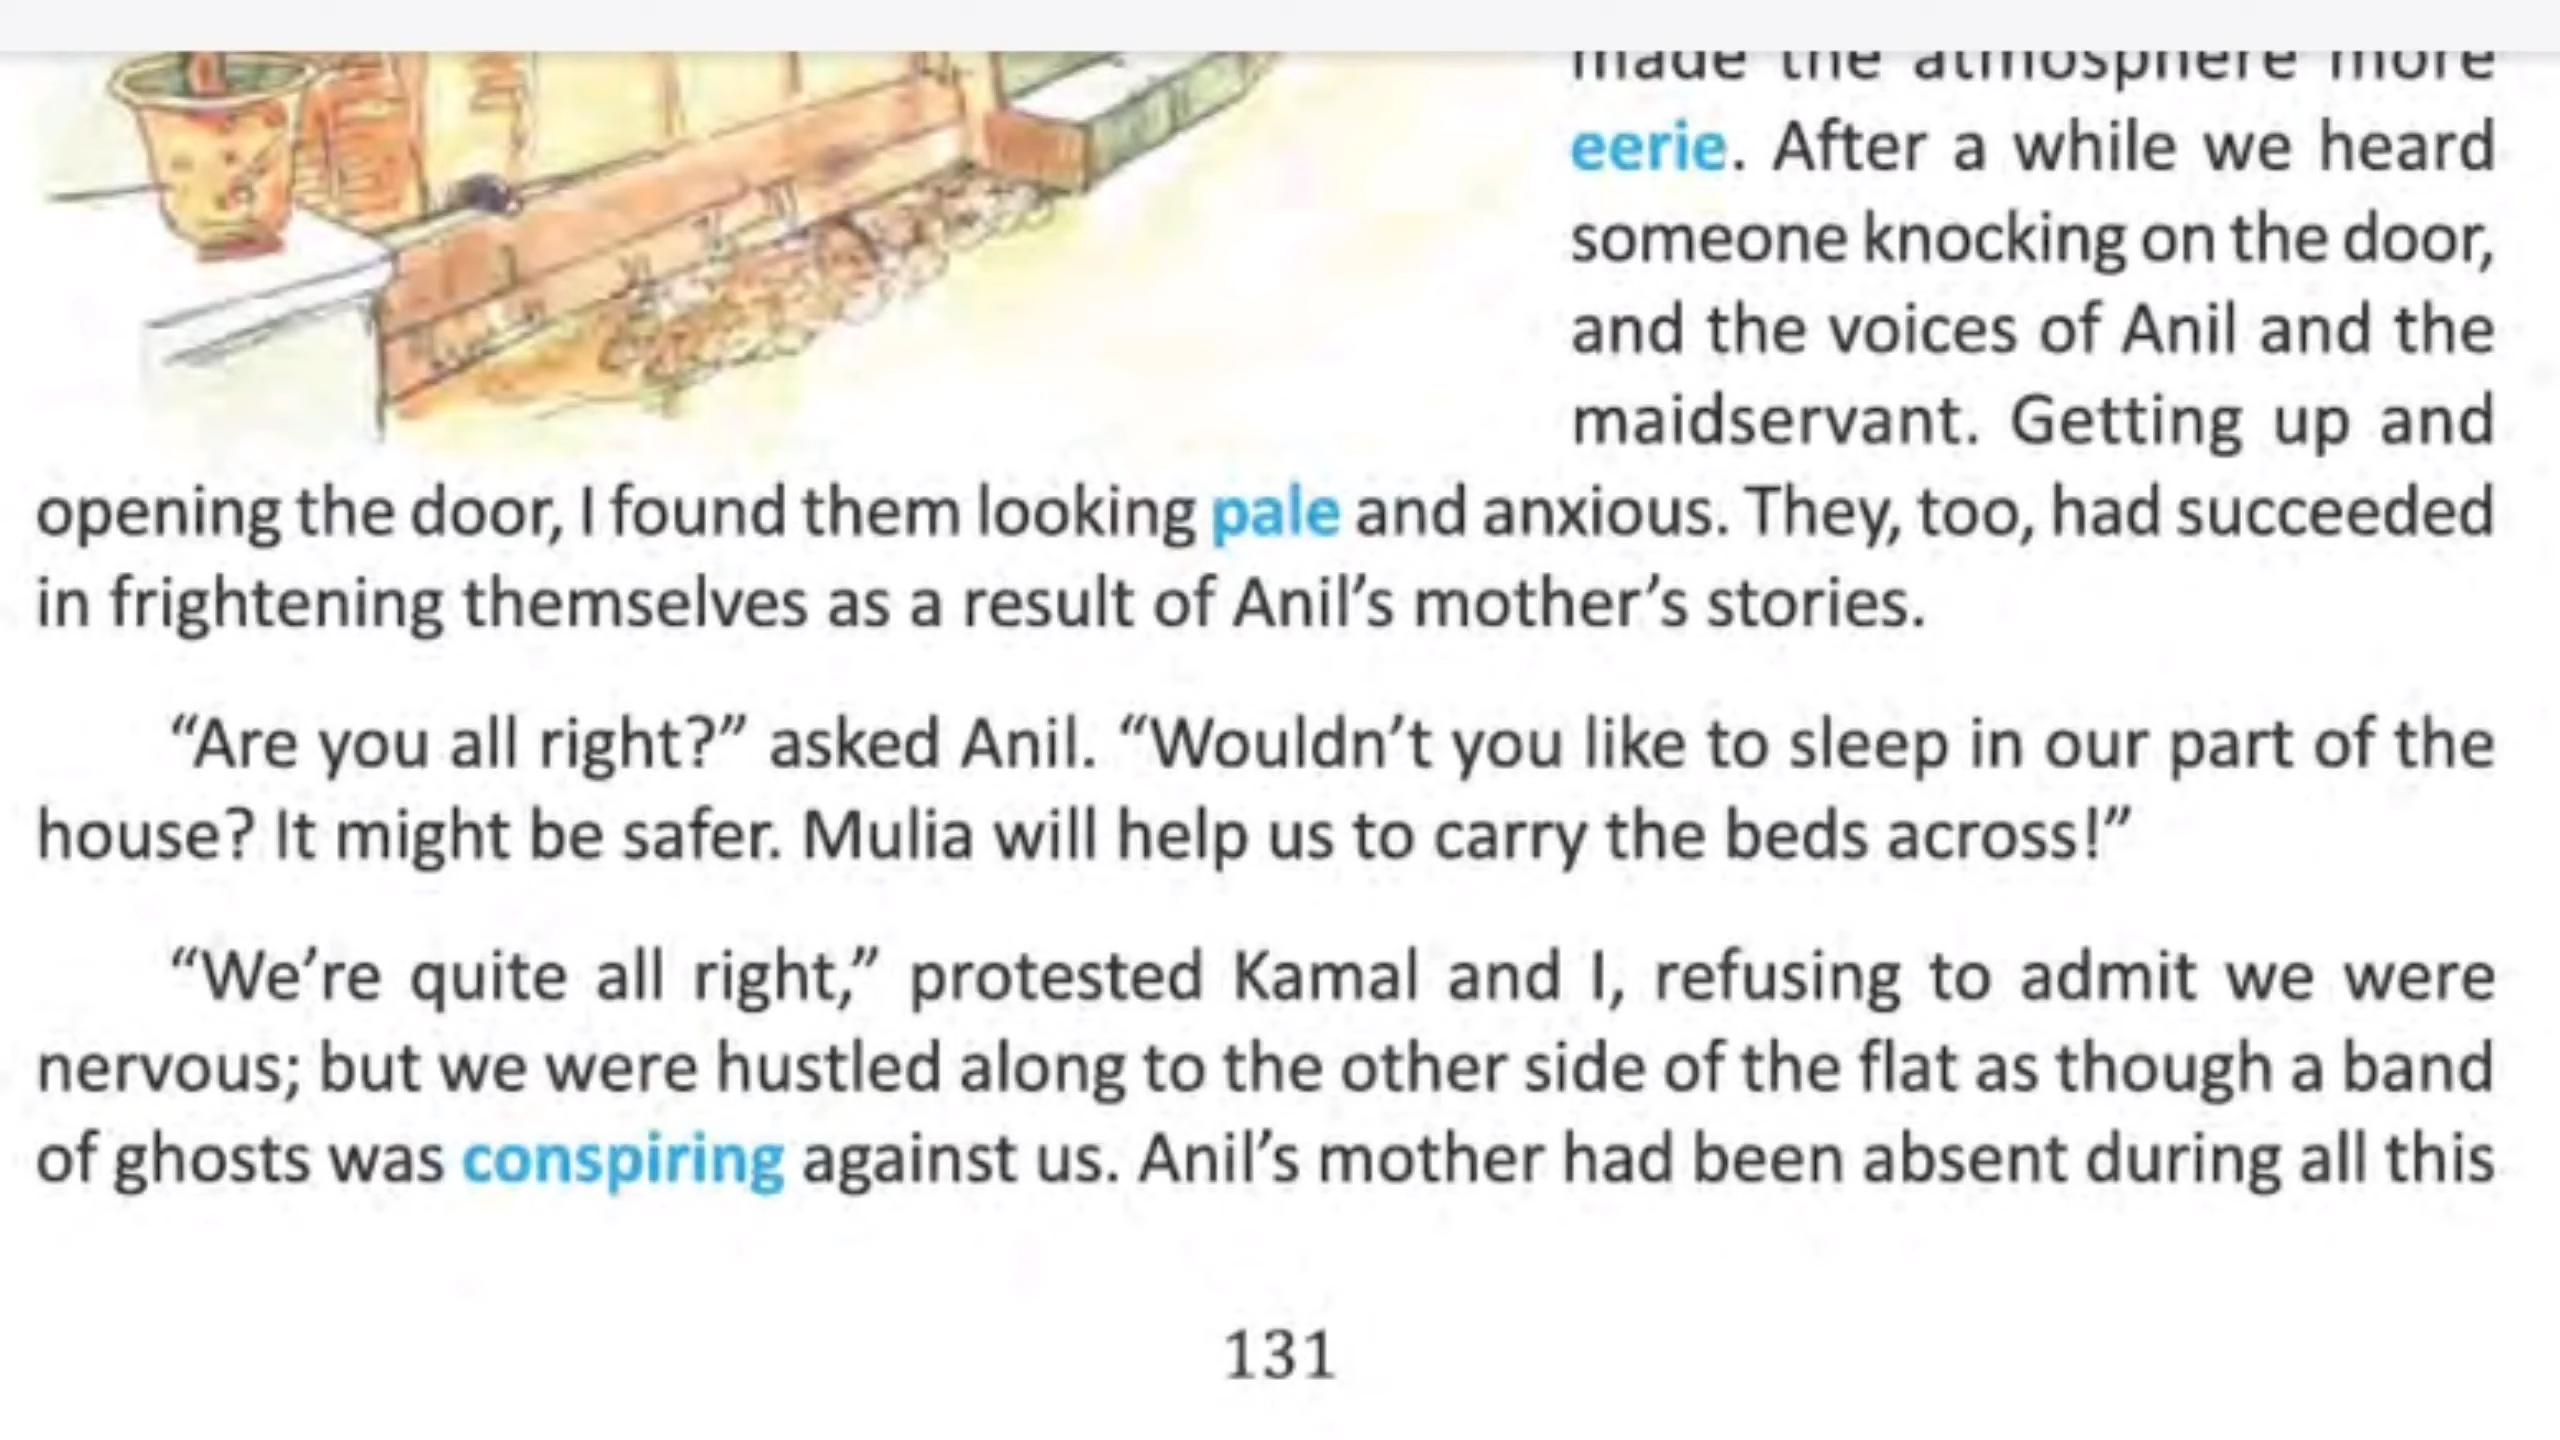 made the atmosphere more
eerie. After a while we heard
someone knocking on the door,
and the voices of Anil and the
maidservant. Getting up and
opening the door, I found them looking pale and anxious. They, too, had succeeded
in frightening themselves as a result of Anil’s mother’s stories.
“Are you all right?” asked Anil. “Wouldn’t you like to sleep in our part of the
house? It might be safer. Mulia will help us to carry the beds across!”
“We’re quite all right,” protested Kamal and I, refusing to admit we were
nervous; but we were hustled along to the other side of the flat as though a band
of ghosts was conspiring against us. Anil’s mother had been absent during all this
131